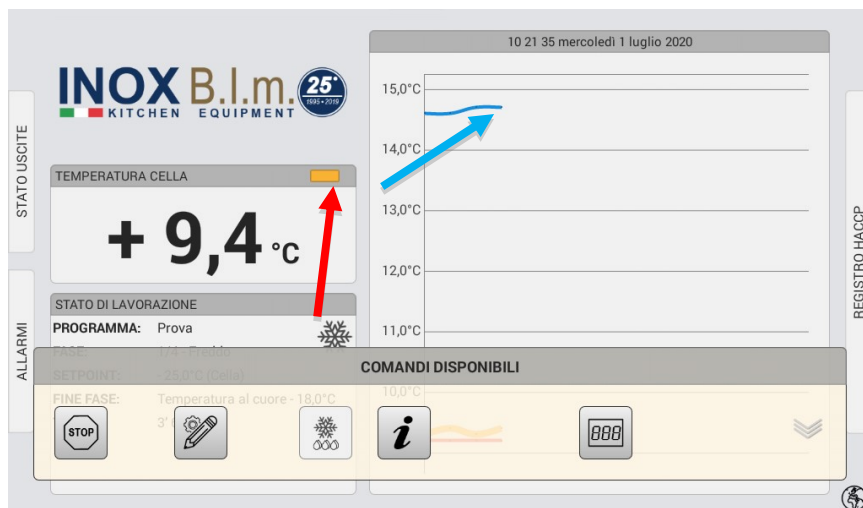 10 21 35 mercoledì 1 luglio 2020
INOX B.I.m. 25°
1995 • 2019
KITCHEN EQUIPMENT
STATO USCITE
ALLARMI
TEMPERATURA CELLA
+ 9,4 °C
STATO DI LAVORAZIONE
PROGRAMMA: Prova
FASE: 1/4 - Freddo
SETPOINT: -25,0°C (Cella)
FINE FASE: Temperatura al cuore - 18,0°C
3'
15,0°C
14,0°C
13,0°C
12,0°C
11,0°C
10,0°C
REGISTRO HACCP
COMANDI DISPONIBILI
STOP
i
888